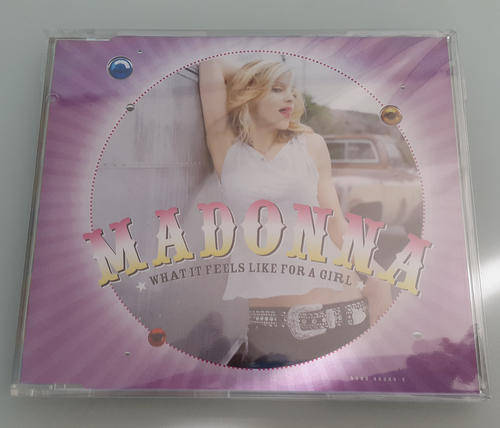 MADONNA
WHAT IT FEELS LIKE FOR A GIRL